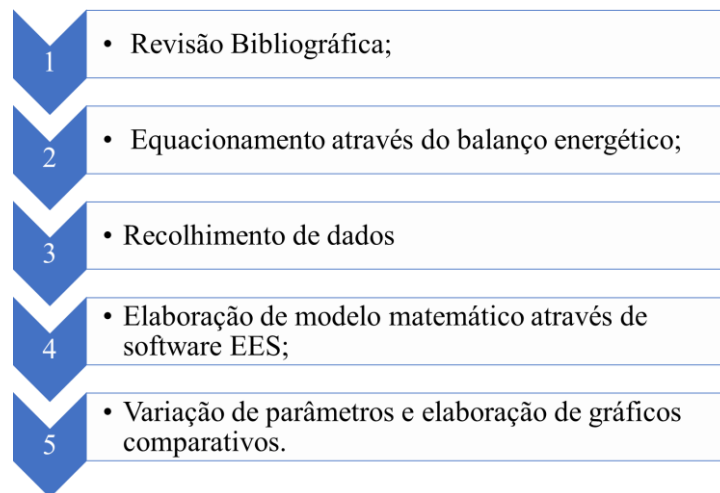 1
• Revisão Bibliográfica;
2
• Equacionamento através do balanço energético;
3
• Recolhimento de dados
4
• Elaboração de modelo matemático através de
software EES;
5
• Variação de parâmetros e elaboração de gráficos
comparativos.